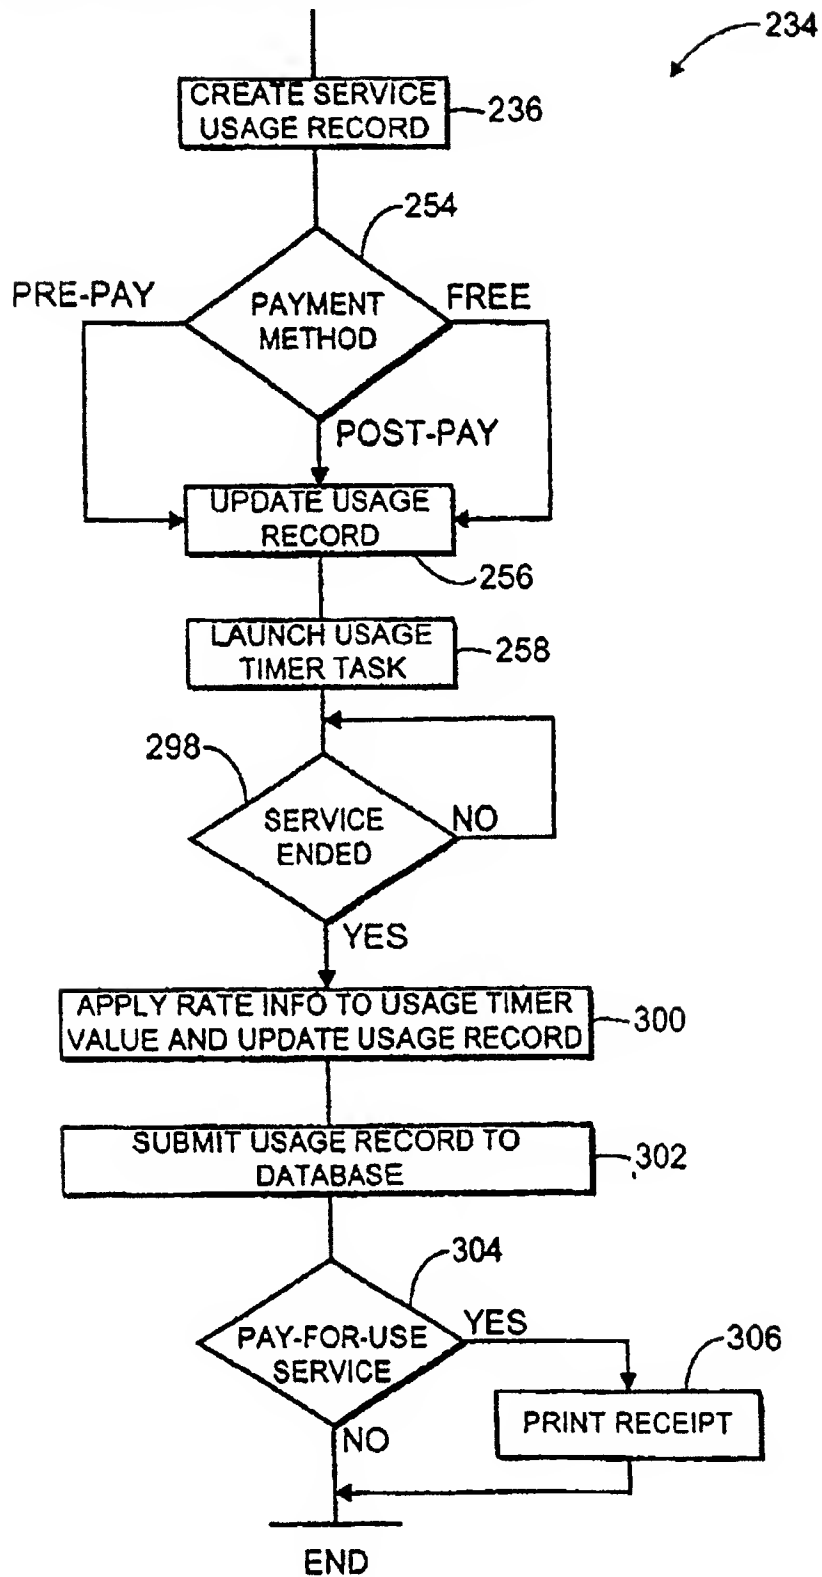 234
CREATE SERVICE
USAGE RECORD
236
254
PRE-PAY
PAYMENT
METHOD
FREE
POST-PAY
UPDATE USAGE
RECORD
256
LAUNCH USAGE
TIMER TASK
258
298
SERVICE
ENDED
NO
YES
APPLY RATE INFO TO USAGE TIMER
VALUE AND UPDATE USAGE RECORD
300
SUBMIT USAGE RECORD TO
DATABASE
302
304
PAY-FOR-USE
SERVICE
YES
306
PRINT RECEIPT
NO
END